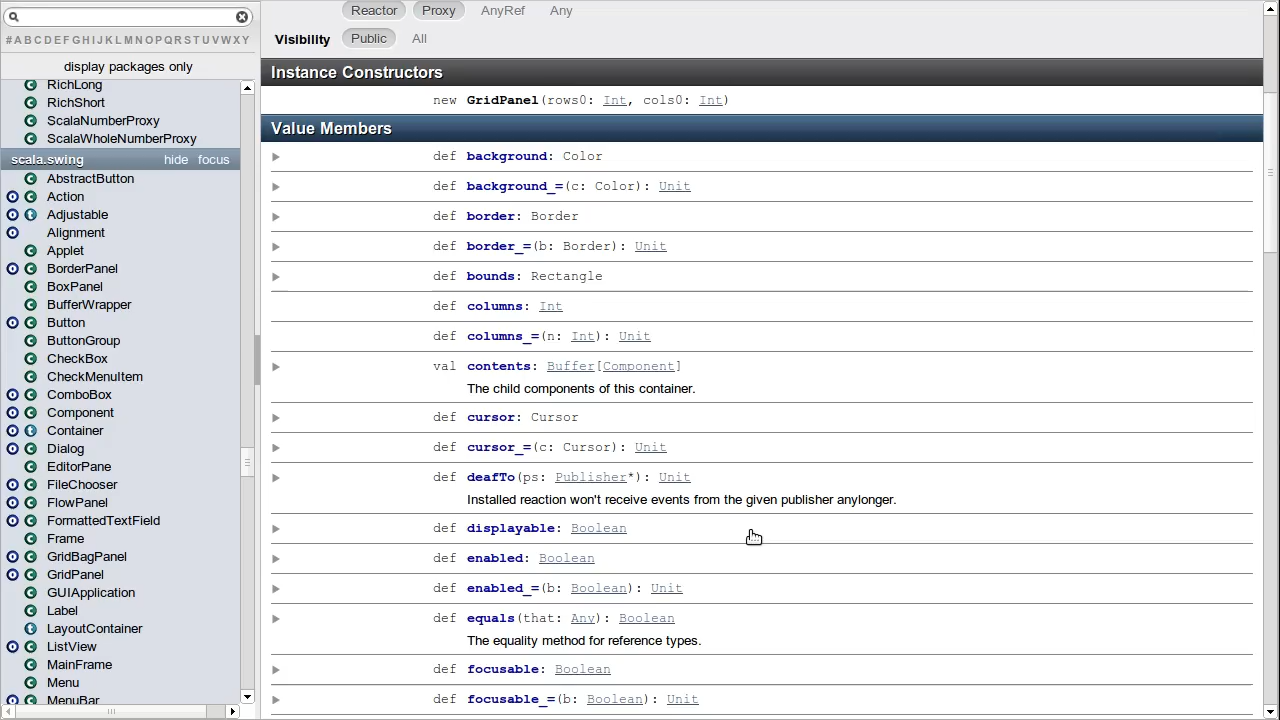 #ABCDEFGHIJKLMNOPQRSTUVWXY
display packages only
RichLong
RichShort
ScalaNumberProxy
ScalaWholeNumberProxy
scala.swing hide focus
AbstractButton
Action
Adjustable
Alignment
Applet
BorderPanel
BoxPanel
BufferWrapper
Button
ButtonGroup
CheckBox
CheckMenuItem
ComboBox
Component
Container
Dialog
EditorPane
FileChooser
FlowPanel
FormattedTextField
Frame
GridBagPanel
GridPanel
GUIApplication
Label
LayoutContainer
ListView
MainFrame
Menu
MenuBar
Reactor Proxy AnyRef Any
Visibility Public All
Instance Constructors
new GridPanel(rows0: Int, cols0: Int)
Value Members
def background: Color
def background_=(c: Color): Unit
def border: Border
def border_=(b: Border): Unit
def bounds: Rectangle
def columns: Int
def columns_=(n: Int): Unit
val contents: Buffer[Component]
The child components of this container.
def cursor: Cursor
def cursor_=(c: Cursor): Unit
def deafTo(ps: Publisher*): Unit
Installed reaction won't receive events from the given publisher anylonger.
def displayable: Boolean
def enabled: Boolean
def enabled_=(b: Boolean): Unit
def equals(that: Any): Boolean
The equality method for reference types.
def focusable: Boolean
def focusable_=(b: Boolean): Unit